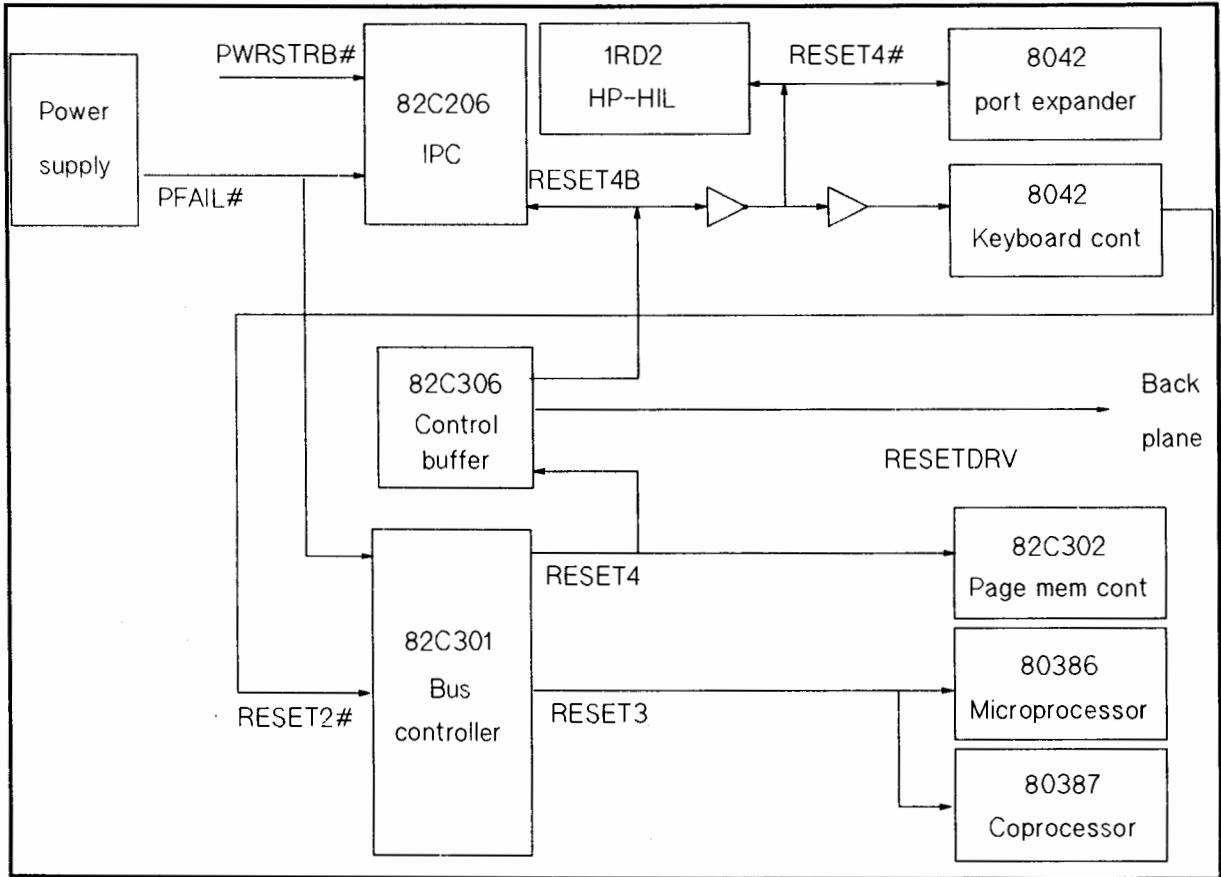 PWRSTRB#
Power
supply
PFAIL#
82C206
IPC
1RD2
HP-HIL
RESET4#
8042
port expander
RESET4B
8042
Keyboard cont
82C306
Control
buffer
Back
plane
RESETDRV
82C301
Bus
controller
RESET4
82C302
Page mem cont
RESET2#
RESET3
80386
Microprocessor
80387
Coprocessor